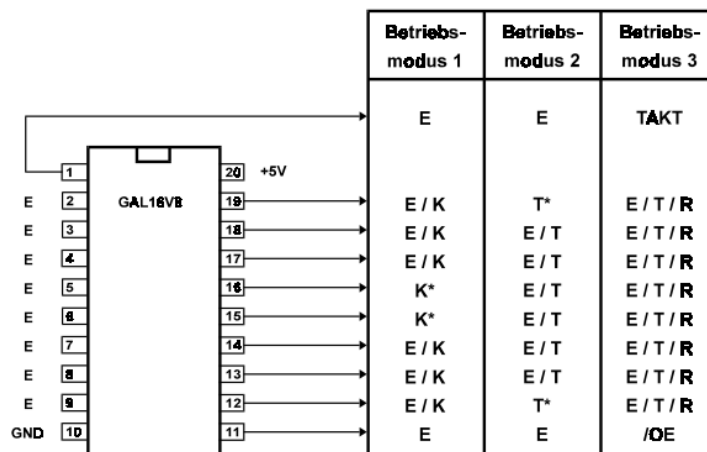 Betriebs- Betriebs- Betriebs-
modus 1 modus 2 modus 3
E E TAKT
1 20 +5V
E 2 GAL16V8 19 E / K T* E / T / R
E 3 18 E / K E / T E / T / R
E 4 17 E / K E / T E / T / R
E 5 16 K* E / T E / T / R
E 6 15 K* E / T E / T / R
E 7 14 E / K E / T E / T / R
E 8 13 E / K E / T E / T / R
E 9 12 E / K T* E / T / R
GND 10 11 E E /OE